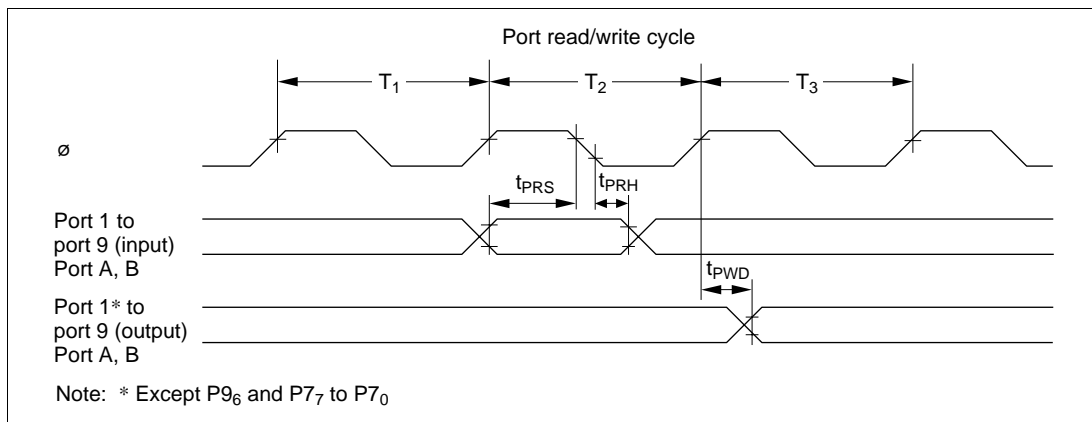 Port read/write cycle
T₁ T₂ T₃
ø
tPRS tPRH
Port 1 to
port 9 (input)
Port A, B
tPWD
Port 1* to
port 9 (output)
Port A, B
Note: * Except P9₆ and P7₇ to P7₀